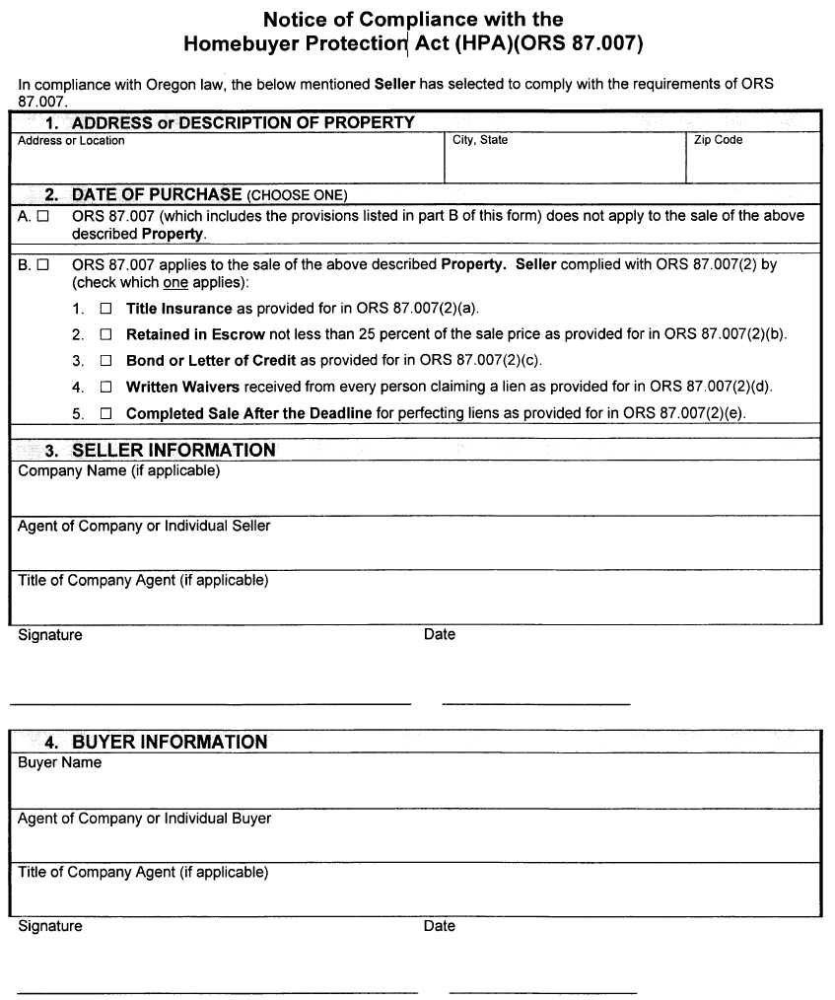 Notice of Compliance with the
Homebuyer Protection Act (HPA)(ORS 87.007)
In compliance with Oregon law, the below mentioned Seller has selected to comply with the requirements of ORS
87.007.
1. ADDRESS or DESCRIPTION OF PROPERTY
Address or Location
City, State
Zip Code
2. DATE OF PURCHASE (CHOOSE ONE)
A. ☐ ORS 87.007 (which includes the provisions listed in part B of this form) does not apply to the sale of the above
described Property.
B. ☐ ORS 87.007 applies to the sale of the above described Property. Seller complied with ORS 87.007(2) by
(check which one applies):
1. ☐ Title Insurance as provided for in ORS 87.007(2)(a).
2. ☐ Retained in Escrow not less than 25 percent of the sale price as provided for in ORS 87.007(2)(b).
3. ☐ Bond or Letter of Credit as provided for in ORS 87.007(2)(c).
4. ☐ Written Waivers received from every person claiming a lien as provided for in ORS 87.007(2)(d).
5. ☐ Completed Sale After the Deadline for perfecting liens as provided for in ORS 87.007(2)(e).
3. SELLER INFORMATION
Company Name (if applicable)
Agent of Company or Individual Seller
Title of Company Agent (if applicable)
Signature
Date
4. BUYER INFORMATION
Buyer Name
Agent of Company or Individual Buyer
Title of Company Agent (if applicable)
Signature
Date